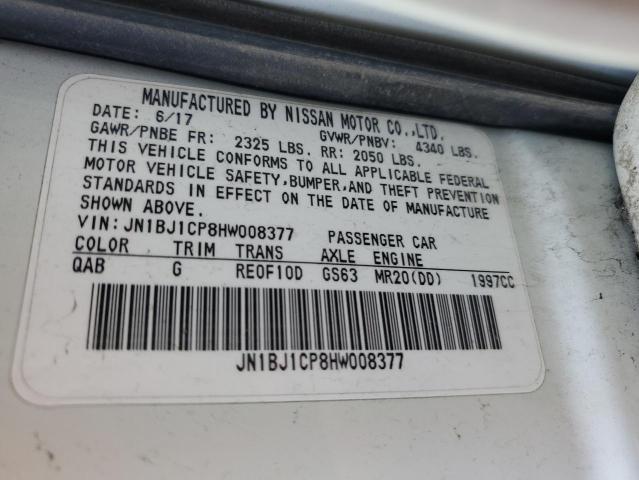 MANUFACTURED BY NISSAN MOTOR CO.,LTD.
DATE: 6/17 GVWR/PNBV: 4340 LBS.
GAWR/PNBE FR: 2325 LBS. RR: 2050 LBS.
THIS VEHICLE CONFORMS TO ALL APPLICABLE FEDERAL
MOTOR VEHICLE SAFETY,BUMPER,AND THEFT PREVENTION
STANDARDS IN EFFECT ON THE DATE OF MANUFACTURE
SHOWN ABOVE.
VIN:JN1BJ1CP8HW008377 PASSENGER CAR
COLOR TRIM TRANS AXLE ENGINE
QAB G RE0F10D GS63 MR20(DD) 1997CC
JN1BJ1CP8HW008377